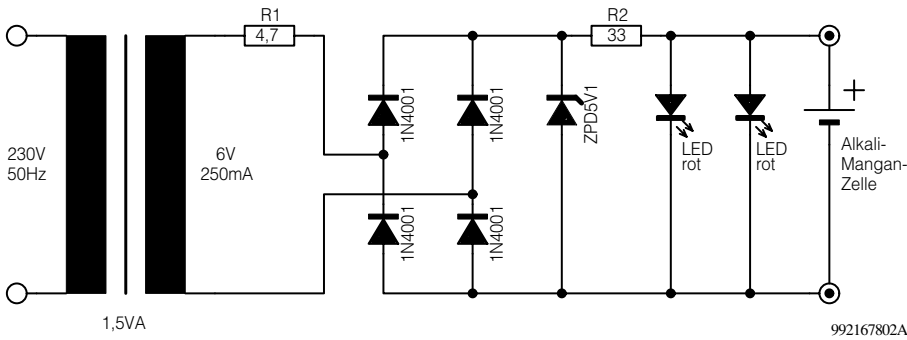 R1
4,7
R2
33
1N4001
1N4001
ZPD5V1
+
230V
50Hz
6V
250mA
LED
rot
LED
rot
Alkali-
Mangan-
Zelle
1N4001
1N4001
1,5VA
992167802A